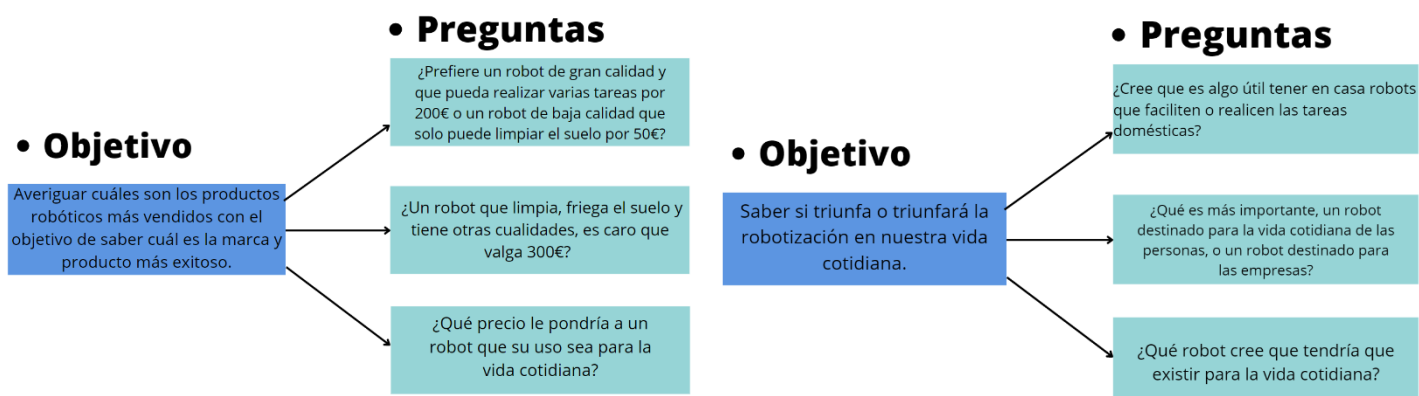 • Objetivo
Averiguar cuáles son los productos
robóticos más vendidos con el
objetivo de saber cuál es la marca y
producto más exitoso.
• Preguntas
¿Prefiere un robot de gran calidad y
que pueda realizar varias tareas por
200€ o un robot de baja calidad que
solo puede limpiar el suelo por 50€?
¿Un robot que limpia, friega el suelo y
tiene otras cualidades, es caro que
valga 300€?
¿Qué precio le pondría a un
robot que su uso sea para la
vida cotidiana?
• Objetivo
Saber si triunfa o triunfará la
robotización en nuestra vida
cotidiana.
• Preguntas
¿Cree que es algo útil tener en casa robots
que faciliten o realicen las tareas
domésticas?
¿Qué es más importante, un robot
destinado para la vida cotidiana de las
personas, o un robot destinado para
las empresas?
¿Qué robot cree que tendría que
existir para la vida cotidiana?